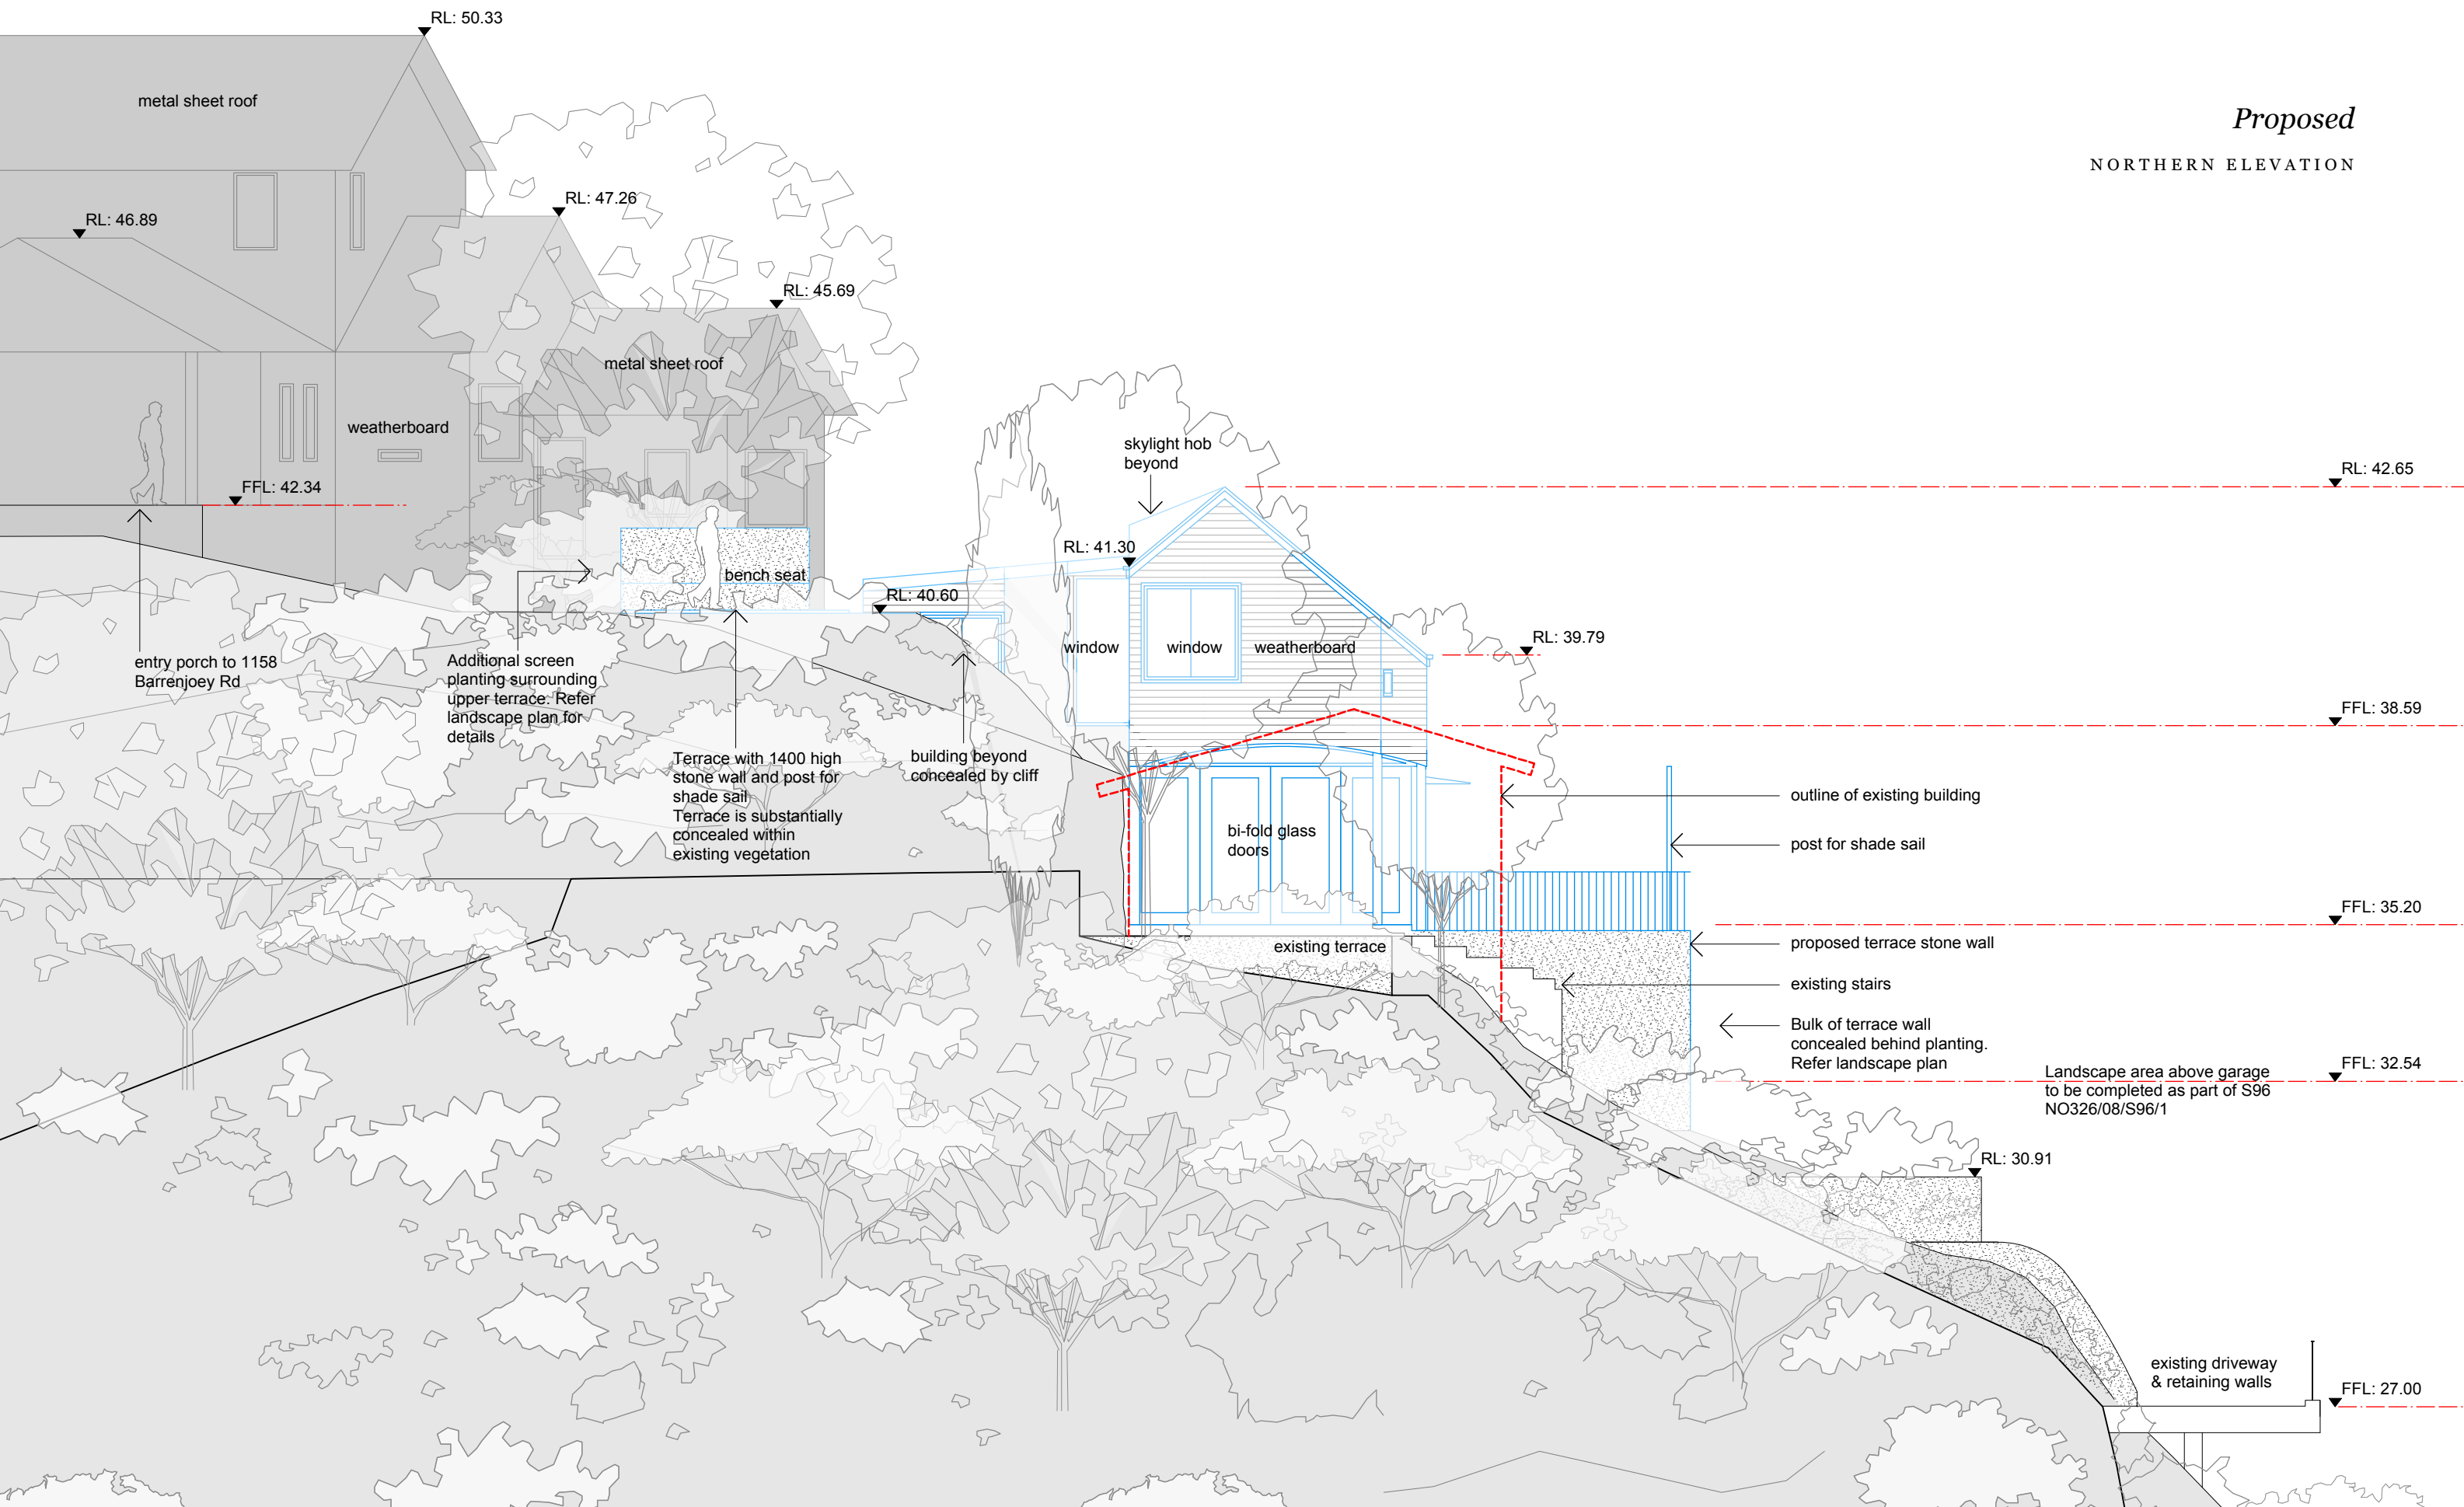 RL: 50.33
metal sheet roof
Proposed
NORTHERN ELEVATION
RL: 47.26
RL: 46.89
RL: 45.69
metal sheet roof
weatherboard
skylight hob
beyond
RL: 42.65
FFL: 42.34
RL: 41.30
bench seat
RL: 40.60
window
window
weatherboard
RL: 39.79
entry porch to 1158
Barrenjoey Rd
Additional screen
planting surrounding
upper terrace. Refer
landscape plan for
details
FFL: 38.59
Terrace with 1400 high
stone wall and post for
shade sail
Terrace is substantially
concealed within
existing vegetation
building beyond
concealed by cliff
outline of existing building
bi-fold glass
doors
post for shade sail
FFL: 35.20
existing terrace
proposed terrace stone wall
existing stairs
Bulk of terrace wall
concealed behind planting.
Refer landscape plan
FFL: 32.54
Landscape area above garage
to be completed as part of S96
NO326/08/S96/1
RL: 30.91
existing driveway
& retaining walls
FFL: 27.00